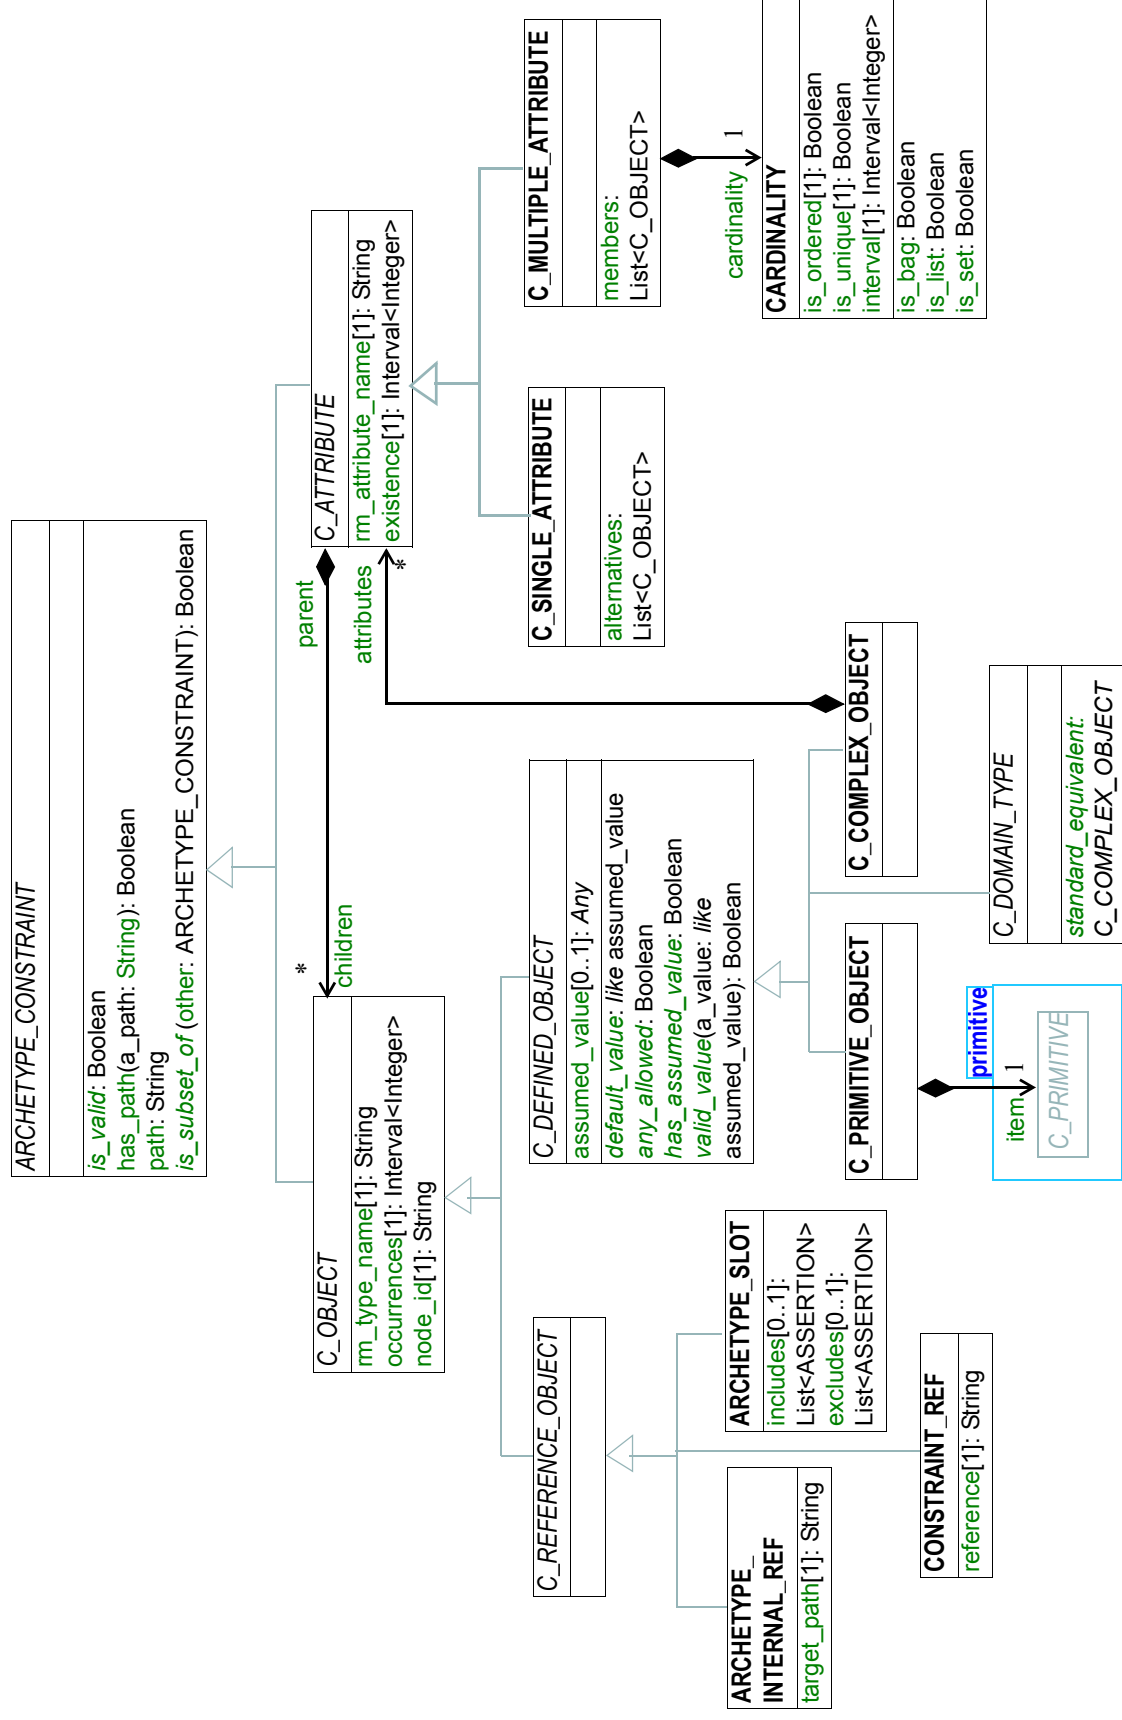 ARCHETYPE_CONSTRAINT
is_valid: Boolean
has_path(a_path: String): Boolean
path: String
is_subset_of (other: ARCHETYPE_CONSTRAINT): Boolean
C_OBJECT
rm_type_name[1]: String
occurrences[1]: Interval<Integer>
node_id[1]: String
*
children
parent
attributes
*
C_ATTRIBUTE
rm_attribute_name[1]: String
existence[1]: Interval<Integer>
C_REFERENCE_OBJECT
C_DEFINED_OBJECT
assumed_value[0..1]: Any
default_value: like assumed_value
any_allowed: Boolean
has_assumed_value: Boolean
valid_value(a_value: like
assumed_value): Boolean
C_SINGLE_ATTRIBUTE
alternatives:
List<C_OBJECT>
C_MULTIPLE_ATTRIBUTE
members:
List<C_OBJECT>
cardinality
1
ARCHETYPE_
INTERNAL_REF
target_path[1]: String
ARCHETYPE_SLOT
includes[0..1]:
List<ASSERTION>
excludes[0..1]:
List<ASSERTION>
CONSTRAINT_REF
reference[1]: String
C_PRIMITIVE_OBJECT
C_COMPLEX_OBJECT
CARDINALITY
is_ordered[1]: Boolean
is_unique[1]: Boolean
interval[1]: Interval<Integer>
is_bag: Boolean
is_list: Boolean
is_set: Boolean
primitive
item
1
C_PRIMITIVE
C_DOMAIN_TYPE
standard_equivalent:
C_COMPLEX_OBJECT